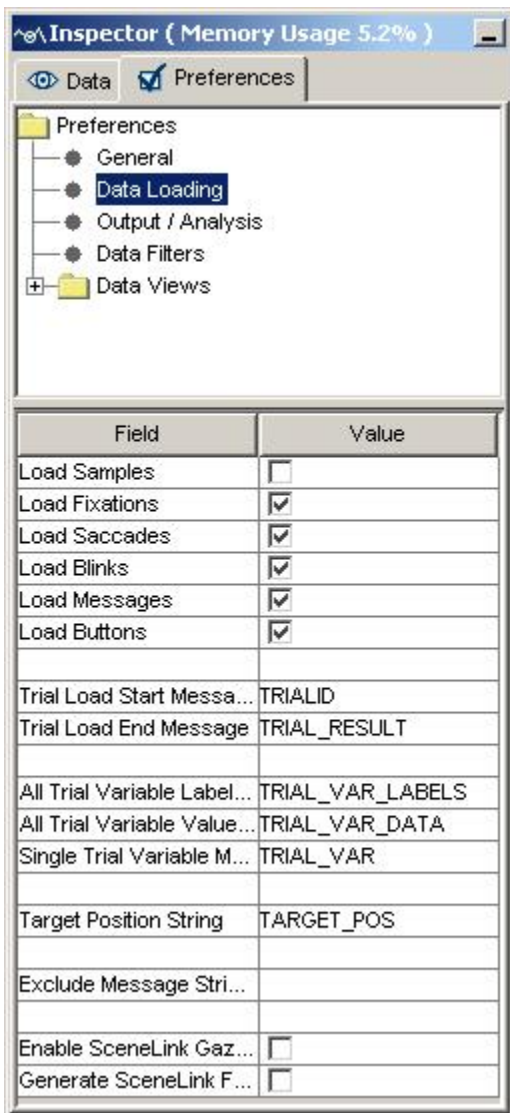 Inspector ( Memory Usage 5.2% )
Data Preferences
Preferences
General
Data Loading
Output / Analysis
Data Filters
Data Views
Field Value
Load Samples
Load Fixations
Load Saccades
Load Blinks
Load Messages
Load Buttons
Trial Load Start Messa... TRIALID
Trial Load End Message TRIAL_RESULT
All Trial Variable Label... TRIAL_VAR_LABELS
All Trial Variable Value... TRIAL_VAR_DATA
Single Trial Variable M... TRIAL_VAR
Target Position String TARGET_POS
Exclude Message Stri...
Enable SceneLink Gaz...
Generate SceneLink F...